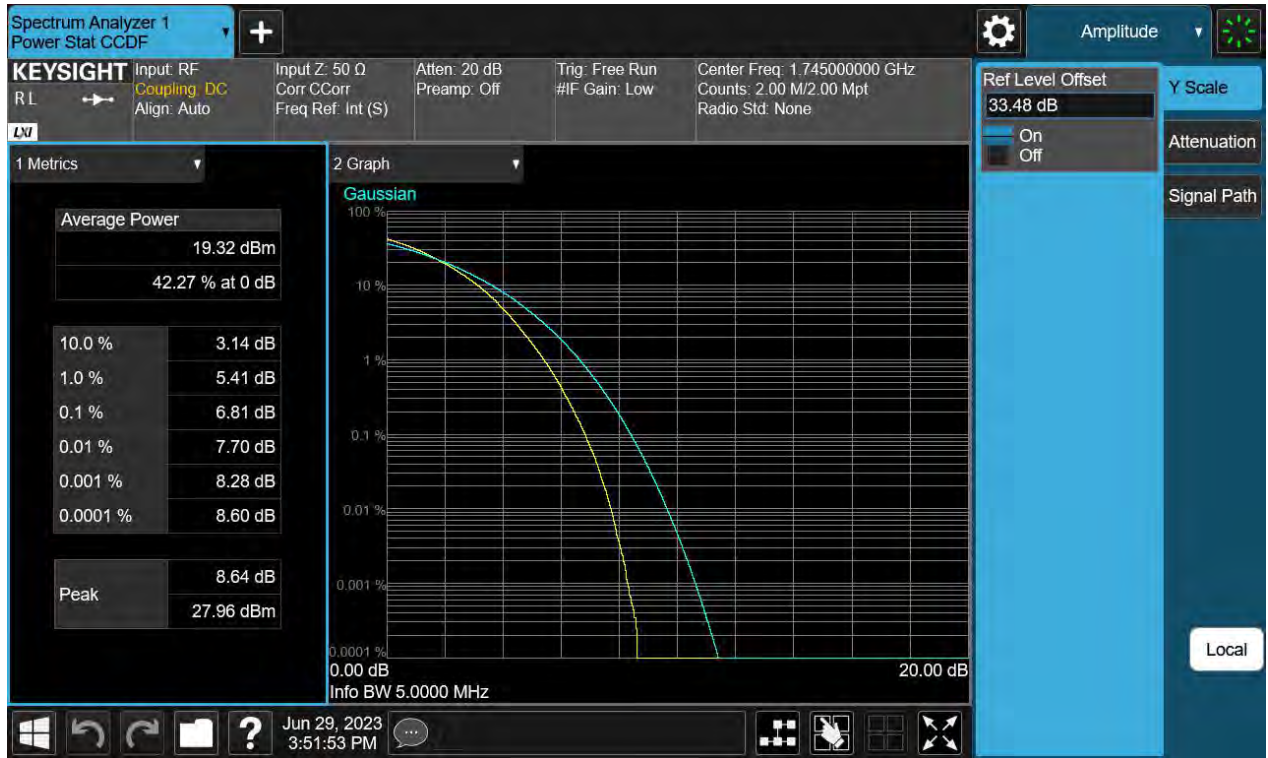 Spectrum Analyzer 1
Power Stat CCDF
Amplitude
KEYSIGHT
RL
LXI
Input: RF
Coupling: DC
Align: Auto
Input Z: 50 Ω
Corr CCorr
Freq Ref: Int (S)
Atten: 20 dB
Preamp: Off
Trig: Free Run
#IF Gain: Low
Center Freq: 1.745000000 GHz
Counts: 2.00 M/2.00 Mpt
Radio Std: None
Ref Level Offset
33.48 dB
On
Off
Y Scale
Attenuation
Signal Path
Local
1 Metrics
Average Power
19.32 dBm
42.27 % at 0 dB
10.0 % 3.14 dB
1.0 % 5.41 dB
0.1 % 6.81 dB
0.01 % 7.70 dB
0.001 % 8.28 dB
0.0001 % 8.60 dB
Peak
8.64 dB
27.96 dBm
2 Graph
Gaussian
100 %
10 %
1 %
0.1 %
0.01 %
0.001 %
0.0001 %
0.00 dB 20.00 dB
Info BW 5.0000 MHz
?
Jun 29, 2023
3:51:53 PM